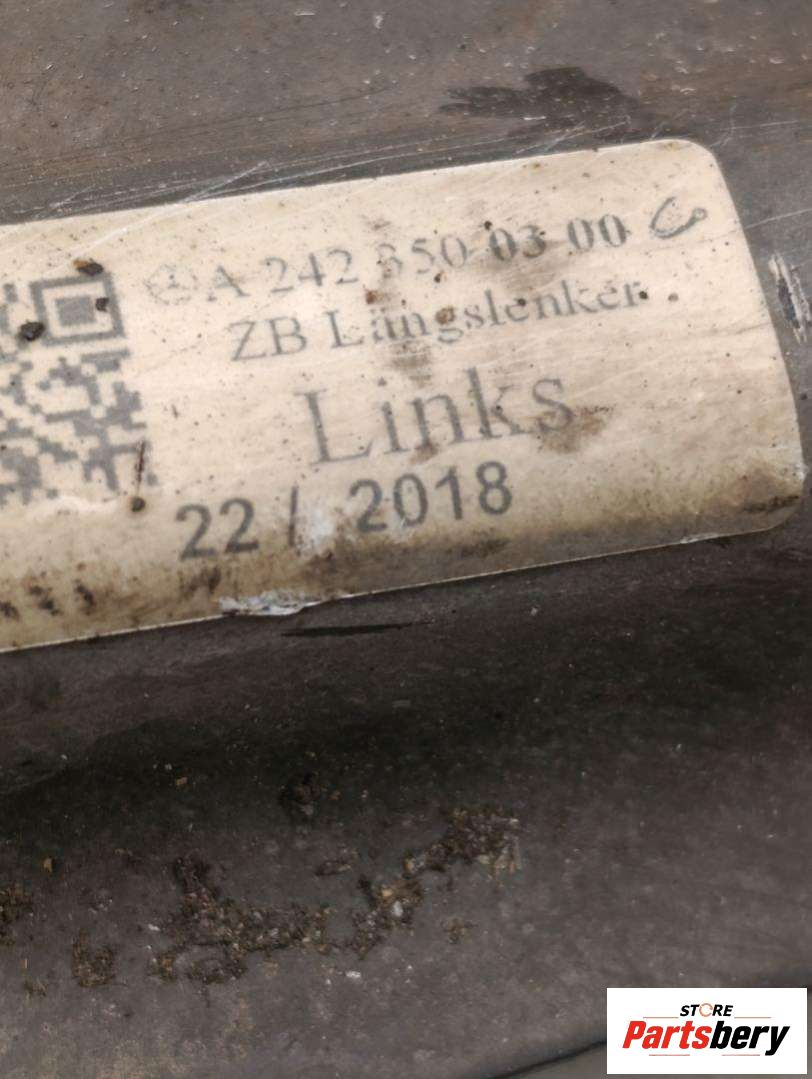 A 242 350 03 00
ZB Längslenker
Links
22 / 2018
STORE
Partsbery